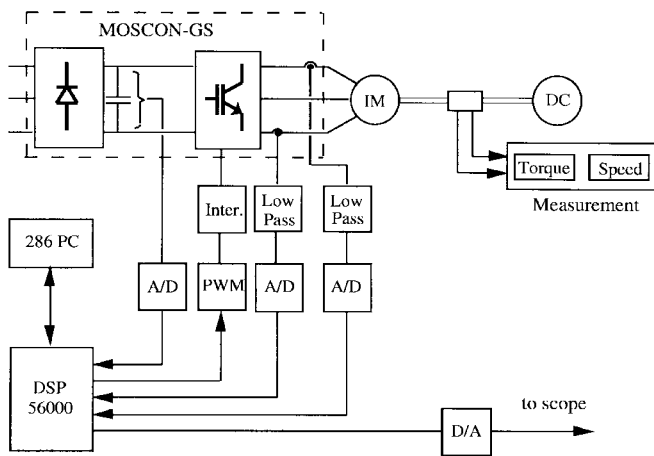 MOSCON-GS
IM
DC
Torque
Speed
Measurement
Inter.
Low
Pass
Low
Pass
286 PC
A/D
PWM
A/D
A/D
DSP
56000
to scope
D/A